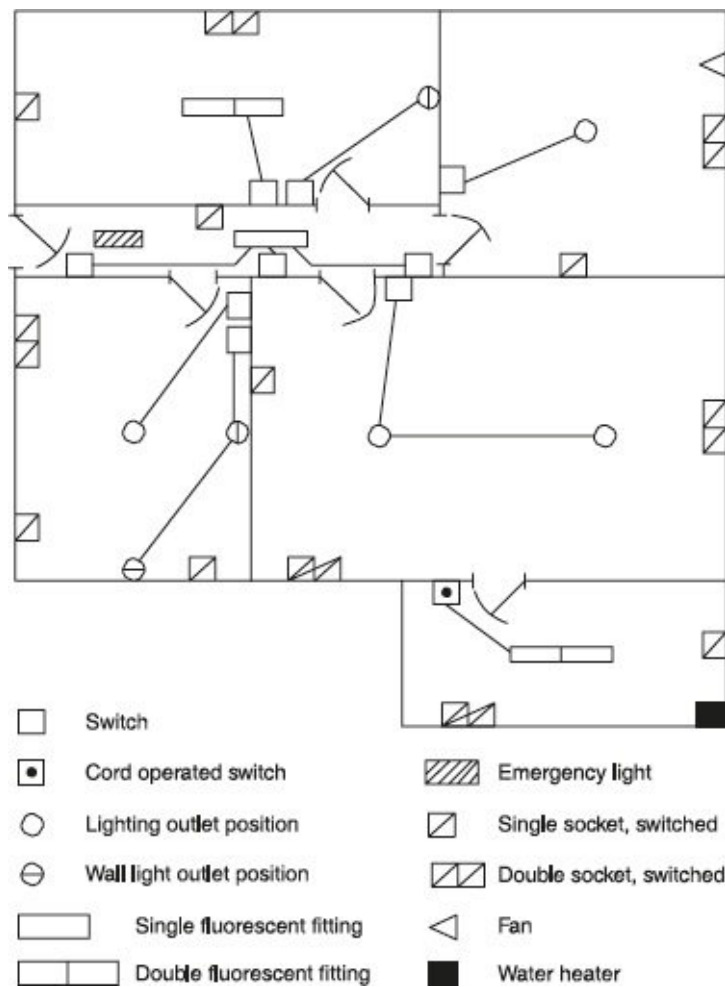 Switch
Cord operated switch
Lighting outlet position
Wall light outlet position
Single fluorescent fitting
Double fluorescent fitting
Emergency light
Single socket, switched
Double socket, switched
Fan
Water heater